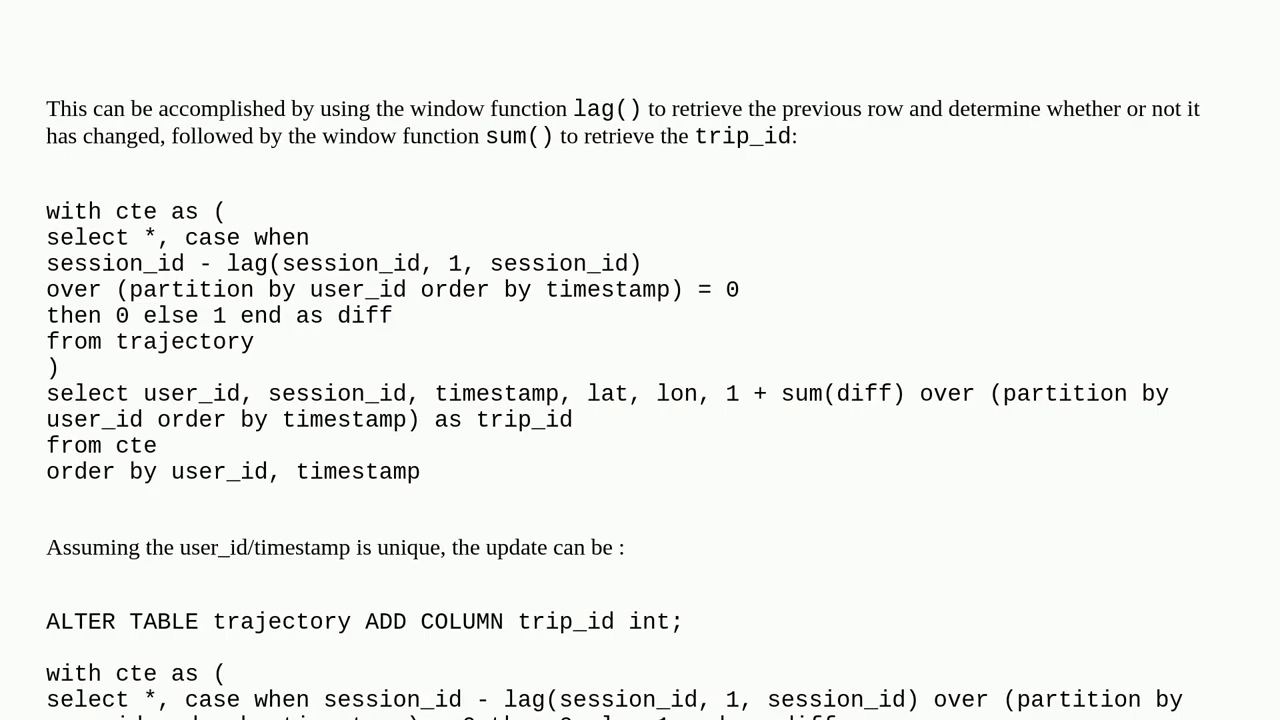 This can be accomplished by using the window function lag() to retrieve the previous row and determine whether or not it
has changed, followed by the window function sum() to retrieve the trip_id:
with cte as (
select *, case when
session_id - lag(session_id, 1, session_id)
over (partition by user_id order by timestamp) = 0
then 0 else 1 end as diff
from trajectory
)
select user_id, session_id, timestamp, lat, lon, 1 + sum(diff) over (partition by
user_id order by timestamp) as trip_id
from cte
order by user_id, timestamp
Assuming the user_id/timestamp is unique, the update can be :
ALTER TABLE trajectory ADD COLUMN trip_id int;
with cte as (
select *, case when session_id - lag(session_id, 1, session_id) over (partition by